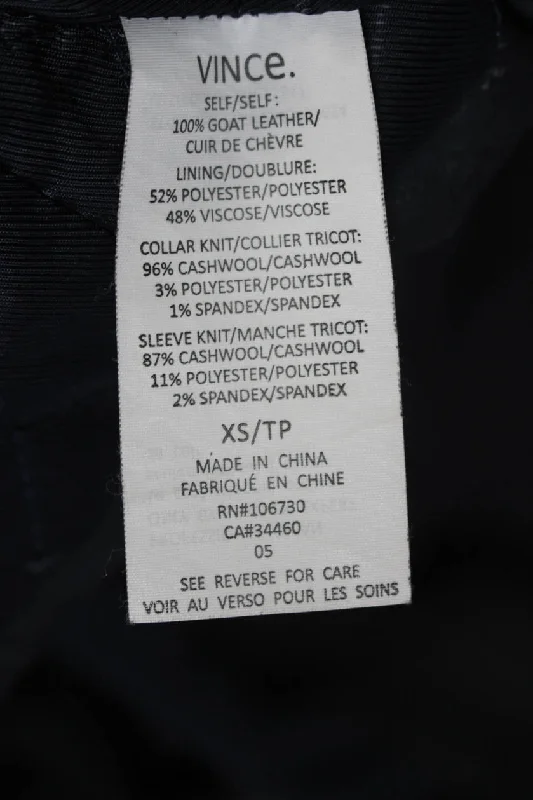 VINCe.
SELF/SELF:
100% GOAT LEATHER/
CUIR DE CHÈVRE
LINING/DOUBLURE:
52% POLYESTER/POLYESTER
48% VISCOSE/VISCOSE
COLLAR KNIT/COLLIER TRICOT:
96% CASHWOOL/CASHWOOL
3% POLYESTER/POLYESTER
1% SPANDEX/SPANDEX
SLEEVE KNIT/MANCHE TRICOT:
87% CASHWOOL/CASHWOOL
11% POLYESTER/POLYESTER
2% SPANDEX/SPANDEX
XS/TP
MADE IN CHINA
FABRIQUÉ EN CHINE
RN#106730
CA#34460
05
SEE REVERSE FOR CARE
VOIR AU VERSO POUR LES SOINS